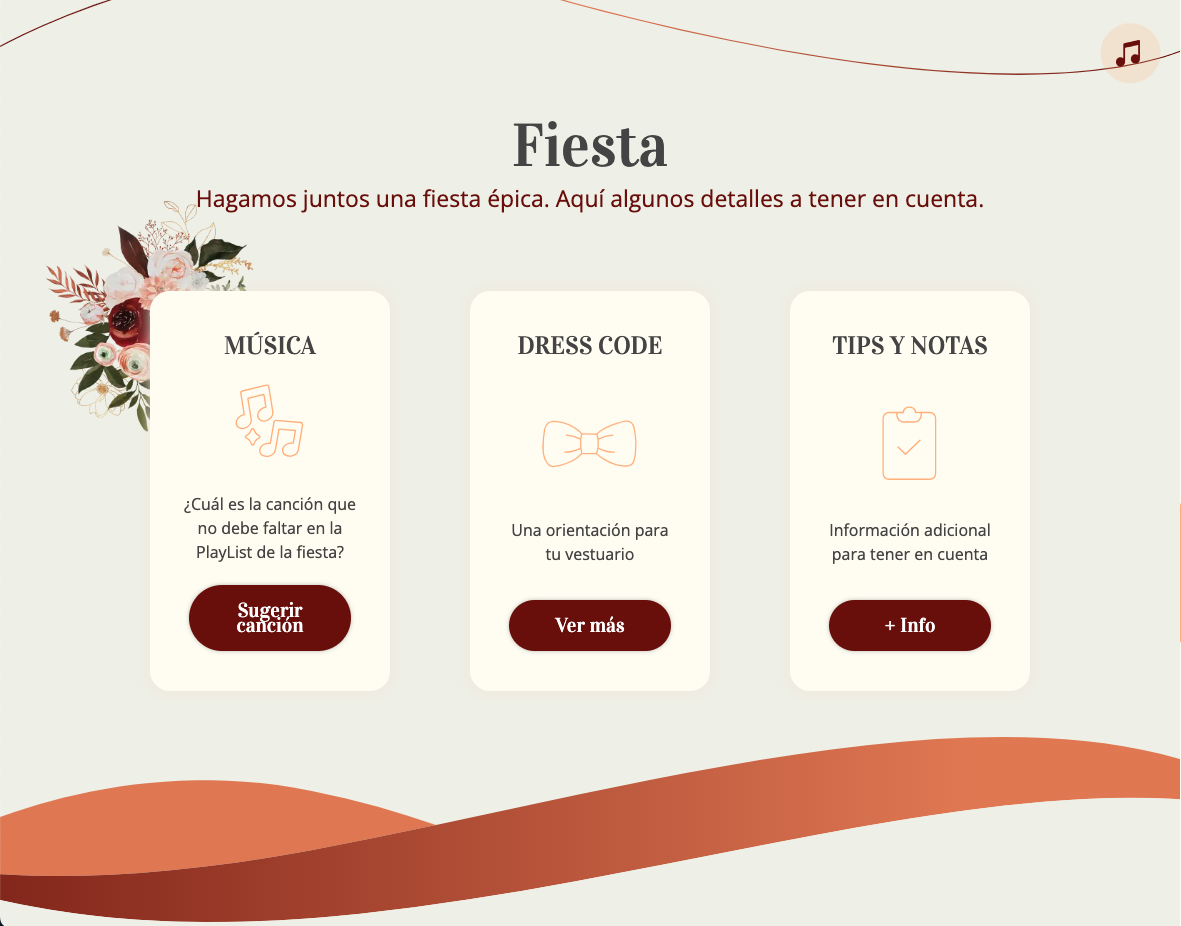 Fiesta
Hagamos juntos una fiesta épica. Aquí algunos detalles a tener en cuenta.
MÚSICA
¿Cuál es la canción que
no debe faltar en la
PlayList de la fiesta?
Sugerir
canción
DRESS CODE
Una orientación para
tu vestuario
Ver más
TIPS Y NOTAS
Información adicional
para tener en cuenta
+ Info